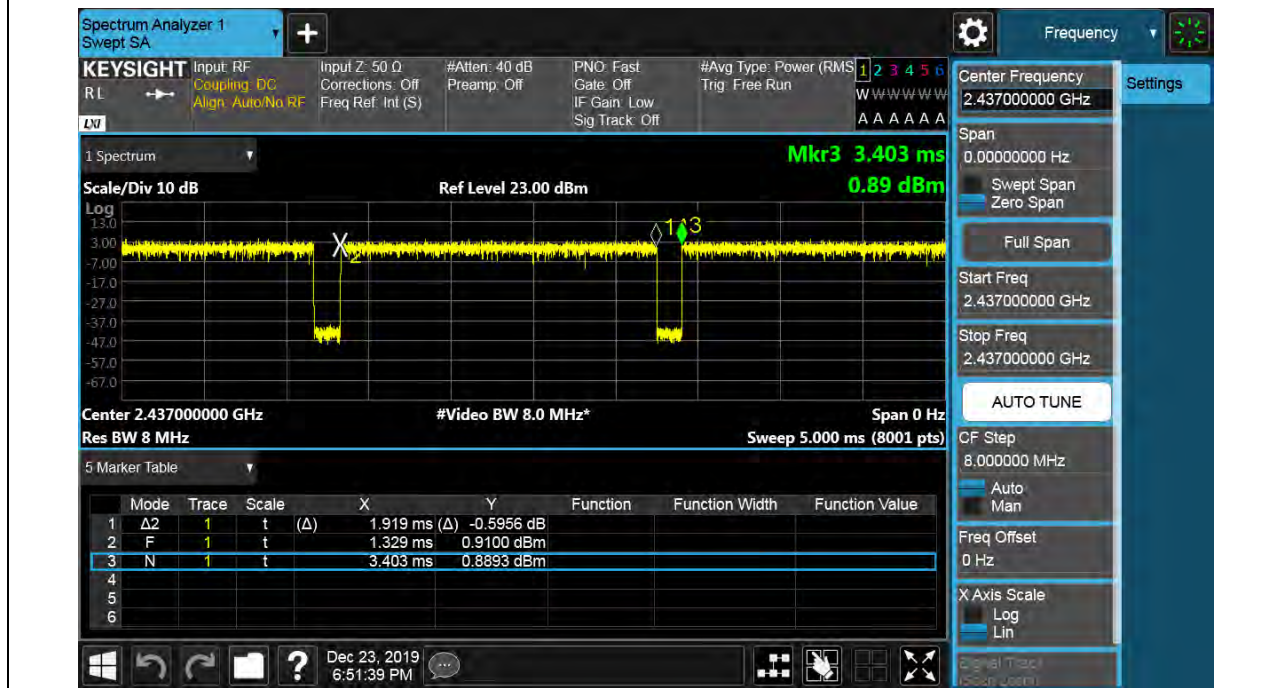 Spectrum Analyzer 1
Swept SA
+
Frequency
KEYSIGHT
RL
LXI
Input: RF
Coupling: DC
Align: Auto/No RF
Input Z: 50 Ω
Corrections: Off
Freq Ref: Int (S)
#Atten: 40 dB
Preamp: Off
PNO: Fast
Gate: Off
IF Gain: Low
Sig Track: Off
#Avg Type: Power (RMS
Trig: Free Run
1 2 3 4 5 6
W W W W W W
A A A A A A
1 Spectrum
Mkr3 3.403 ms
Scale/Div 10 dB
Ref Level 23.00 dBm
0.89 dBm
Log
13.0
3.00
-7.00
-17.0
-27.0
-37.0
-47.0
-57.0
-67.0
X
2
1
3
Center 2.437000000 GHz
#Video BW 8.0 MHz*
Span 0 Hz
Res BW 8 MHz
Sweep 5.000 ms (8001 pts)
5 Marker Table
Mode Trace Scale X Y Function Function Width Function Value
1 Δ2 1 t (Δ) 1.919 ms (Δ) -0.5956 dB
2 F 1 t 1.329 ms 0.9100 dBm
3 N 1 t 3.403 ms 0.8893 dBm
4
5
6
?
Dec 23, 2019
6:51:39 PM
Center Frequency
2.437000000 GHz
Settings
Span
0.00000000 Hz
Swept Span
Zero Span
Full Span
Start Freq
2.437000000 GHz
Stop Freq
2.437000000 GHz
AUTO TUNE
CF Step
8.000000 MHz
Auto
Man
Freq Offset
0 Hz
X Axis Scale
Log
Lin
Signal Track
(Span Zoom)